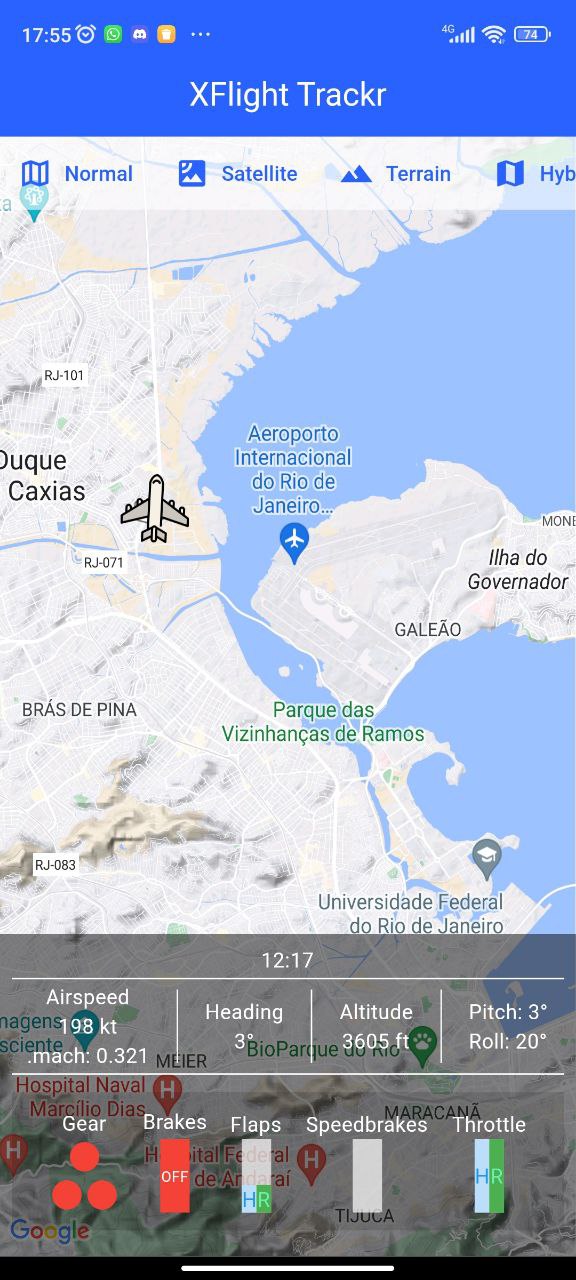 17:55
4G
74
XFlight Trackr
Normal
Satellite
Terrain
Hyb
RJ-101
Duque
Caxias
Aeroporto
Internacional
do Rio de
Janeiro...
RJ-071
MONE
Ilha do
Governador
GALEÃO
BRÁS DE PINA
Parque das
Vizinhanças de Ramos
RJ-083
Universidade Federal
do Rio de Janeiro
12:17
Airspeed
198 kt
.mach: 0.321
Heading
3°
Altitude
3605 ft
Pitch: 3°
Roll: 20°
magens
sciente
MEIER
BioParque do Rio
Hospital Naval
Marcílio Dias
MARACANÃ
Gear
Brakes
Flaps
Speedbrakes
Throttle
OFF
HR
HR
Hospital Federal
de Andaraí
TIJUCA
Google